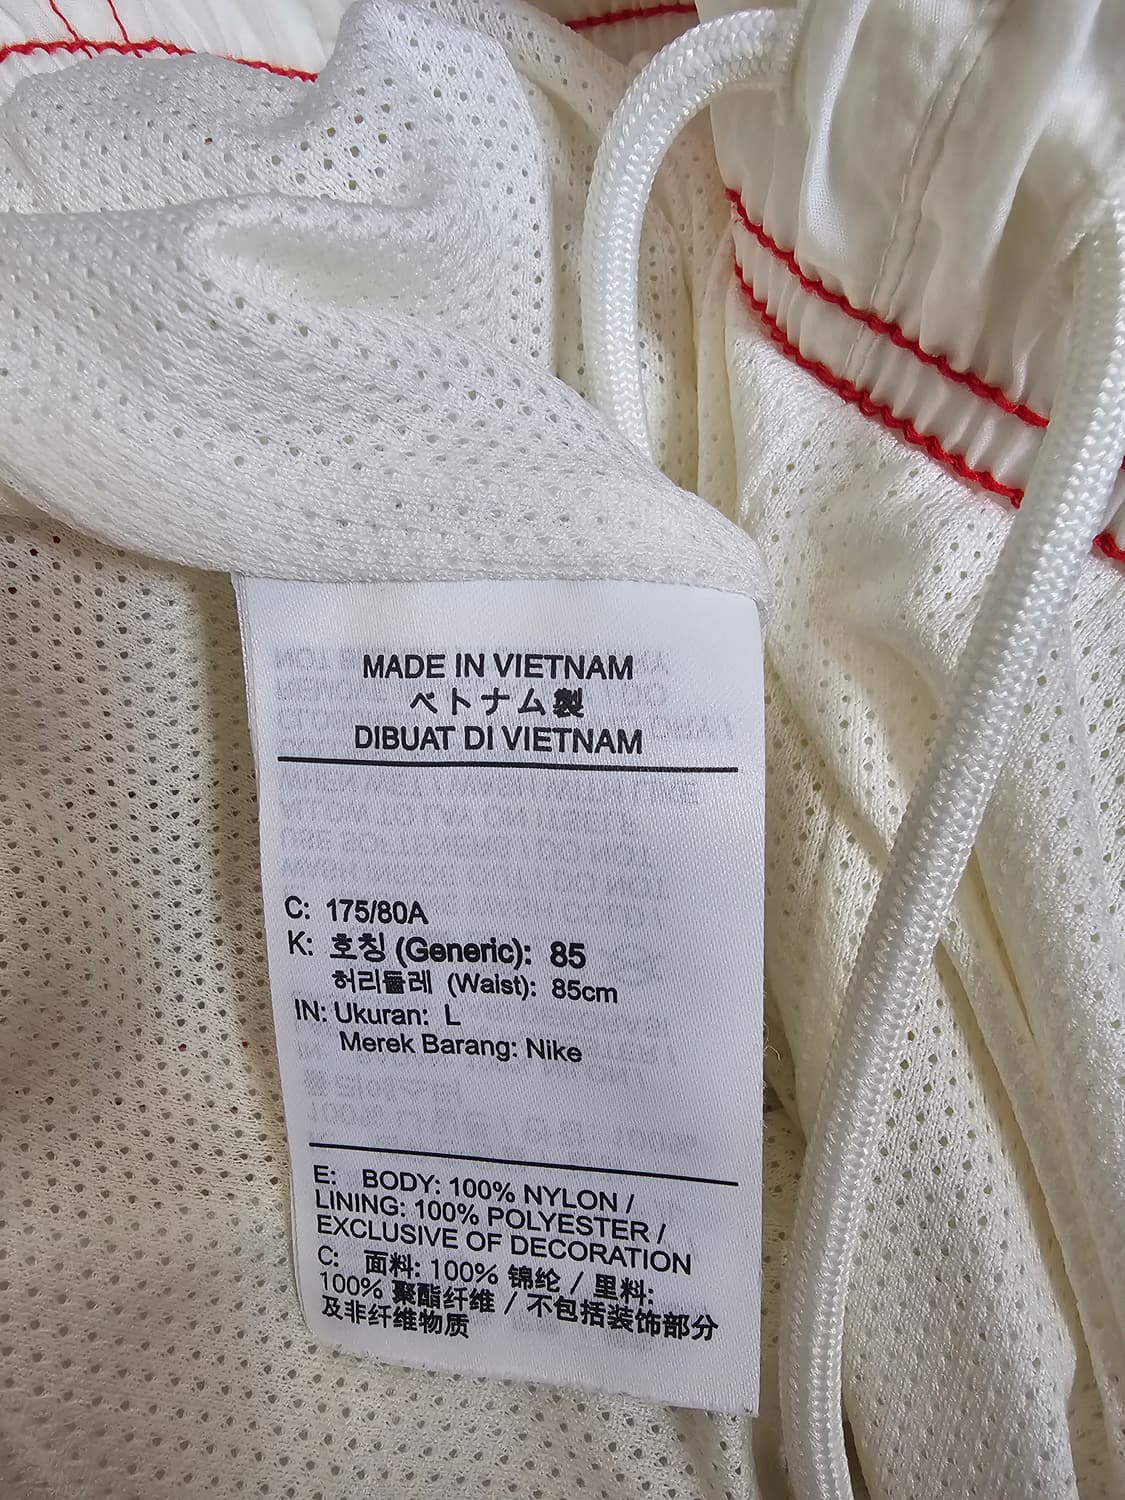 MADE IN VIETNAM
ベトナム製
DIBUAT DI VIETNAM
C: 175/80A
K: 호칭 (Generic): 85
허리둘레 (Waist): 85cm
IN: Ukuran: L
Merek Barang: Nike
E: BODY: 100% NYLON /
LINING: 100% POLYESTER /
EXCLUSIVE OF DECORATION
C: 面料: 100% 锦纶 / 里料:
100% 聚酯纤维 / 不包括装饰部分
及非纤维物质